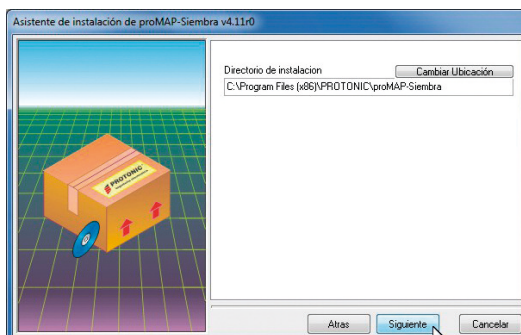 Asistente de instalación de proMAP-Siembra v4.11r0
Directorio de instalacion
Cambiar Ubicación
C:\Program Files (x86)\PROTONIC\proMAP-Siembra
PROTONIC
Atras
Siguiente
Cancelar